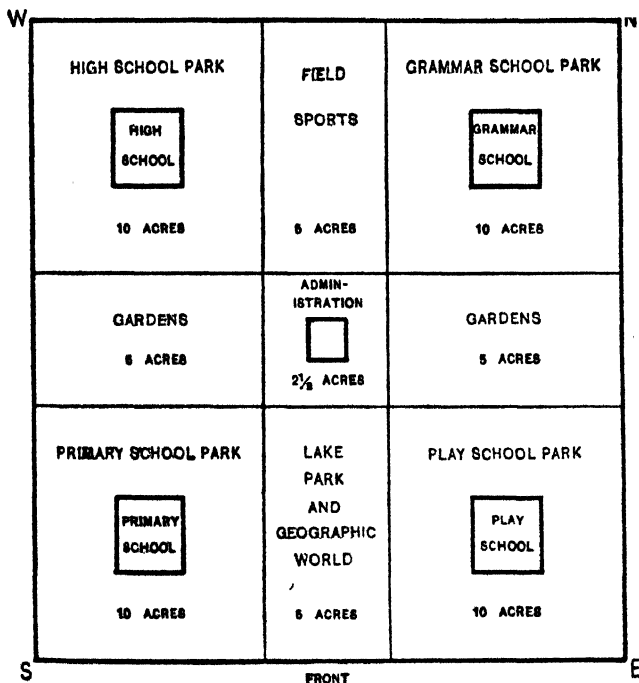 W N
HIGH SCHOOL PARK
HIGH
SCHOOL
10 ACRES
FIELD
SPORTS
5 ACRES
GRAMMAR SCHOOL PARK
GRAMMAR
SCHOOL
10 ACRES
GARDENS
5 ACRES
ADMIN-
ISTRATION
2½ ACRES
GARDENS
5 ACRES
PRIMARY SCHOOL PARK
PRIMARY
SCHOOL
10 ACRES
LAKE
PARK
AND
GEOGRAPHIC
WORLD
5 ACRES
PLAY SCHOOL PARK
PLAY
SCHOOL
10 ACRES
S FRONT E